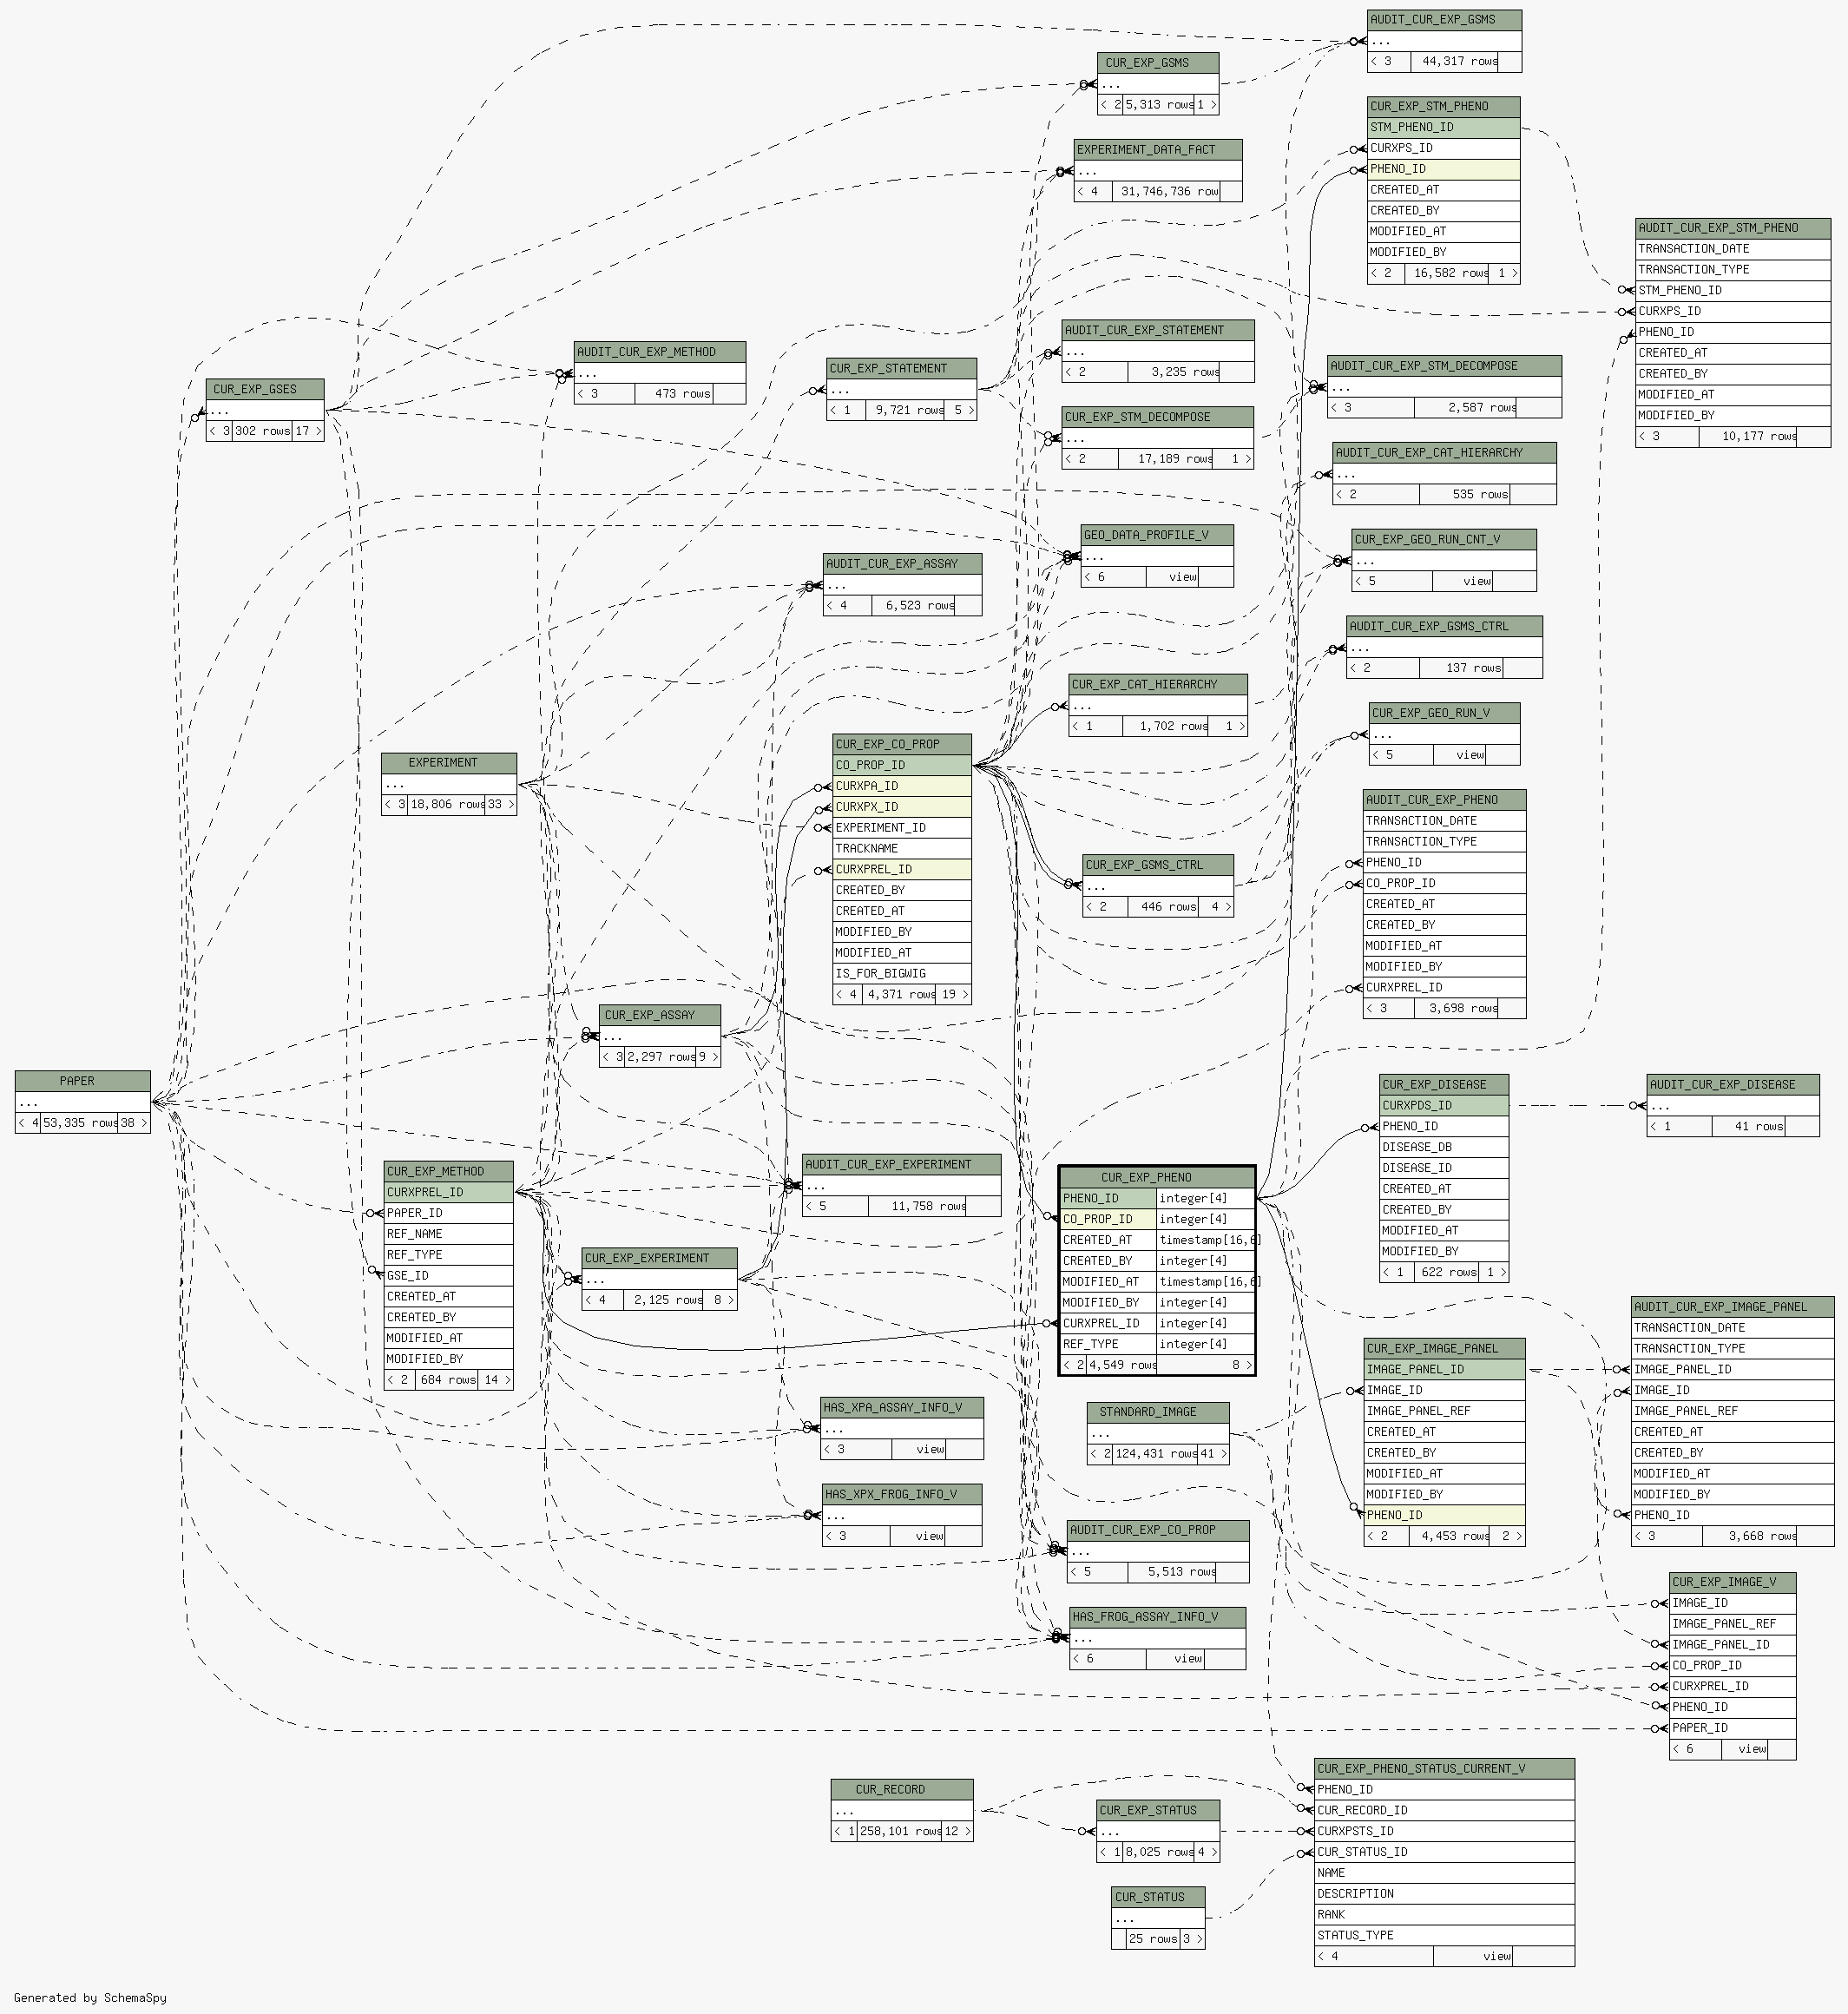 AUDIT_CUR_EXP_GSMS
...
< 3 44,317 rows
CUR_EXP_GSMS
...
< 2 5,313 rows 1 >
CUR_EXP_STM_PHENO
STM_PHENO_ID
CURXPS_ID
PHENO_ID
CREATED_AT
CREATED_BY
MODIFIED_AT
MODIFIED_BY
< 2 16,582 rows 1 >
EXPERIMENT_DATA_FACT
...
< 4 31,746,736 row
AUDIT_CUR_EXP_STM_PHENO
TRANSACTION_DATE
TRANSACTION_TYPE
STM_PHENO_ID
CURXPS_ID
PHENO_ID
CREATED_AT
CREATED_BY
MODIFIED_AT
MODIFIED_BY
< 3 10,177 rows
AUDIT_CUR_EXP_STATEMENT
...
< 2 3,235 rows
AUDIT_CUR_EXP_METHOD
...
< 3 473 rows
CUR_EXP_STATEMENT
...
< 1 9,721 rows 5 >
AUDIT_CUR_EXP_STM_DECOMPOSE
...
< 3 2,587 rows
CUR_EXP_GSES
...
< 3 302 rows 17 >
CUR_EXP_STM_DECOMPOSE
...
< 2 17,189 rows 1 >
AUDIT_CUR_EXP_CAT_HIERARCHY
...
< 2 535 rows
GEO_DATA_PROFILE_V
...
< 6 view
CUR_EXP_GEO_RUN_CNT_V
...
< 5 view
AUDIT_CUR_EXP_ASSAY
...
< 4 6,523 rows
AUDIT_CUR_EXP_GSMS_CTRL
...
< 2 137 rows
CUR_EXP_CAT_HIERARCHY
...
< 1 1,702 rows 1 >
CUR_EXP_GEO_RUN_V
...
< 5 view
CUR_EXP_CO_PROP
CO_PROP_ID
CURXPA_ID
CURXPX_ID
EXPERIMENT_ID
TRACKNAME
CURXPREL_ID
CREATED_BY
CREATED_AT
MODIFIED_BY
MODIFIED_AT
IS_FOR_BIGWIG
< 4 4,371 rows 19 >
EXPERIMENT
...
< 3 18,806 rows 33 >
AUDIT_CUR_EXP_PHENO
TRANSACTION_DATE
TRANSACTION_TYPE
PHENO_ID
CO_PROP_ID
CREATED_AT
CREATED_BY
MODIFIED_AT
MODIFIED_BY
CURXPREL_ID
< 3 3,698 rows
CUR_EXP_GSMS_CTRL
...
< 2 446 rows 4 >
CUR_EXP_ASSAY
...
< 3 2,297 rows 9 >
PAPER
...
< 4 53,335 rows 38 >
CUR_EXP_DISEASE
CURXPDS_ID
PHENO_ID
DISEASE_DB
DISEASE_ID
CREATED_AT
CREATED_BY
MODIFIED_AT
MODIFIED_BY
< 1 622 rows 1 >
AUDIT_CUR_EXP_DISEASE
...
< 1 41 rows
AUDIT_CUR_EXP_EXPERIMENT
...
< 5 11,758 rows
CUR_EXP_METHOD
CURXPREL_ID
PAPER_ID
REF_NAME
REF_TYPE
GSE_ID
CREATED_AT
CREATED_BY
MODIFIED_AT
MODIFIED_BY
< 2 684 rows 14 >
CUR_EXP_PHENO
PHENO_ID integer[4]
CO_PROP_ID integer[4]
CREATED_AT timestamp[16,6]
CREATED_BY integer[4]
MODIFIED_AT timestamp[16,6]
MODIFIED_BY integer[4]
CURXPREL_ID integer[4]
REF_TYPE integer[4]
< 2 4,549 rows 8 >
CUR_EXP_EXPERIMENT
...
< 4 2,125 rows 8 >
AUDIT_CUR_EXP_IMAGE_PANEL
TRANSACTION_DATE
TRANSACTION_TYPE
IMAGE_PANEL_ID
IMAGE_ID
IMAGE_PANEL_REF
CREATED_AT
CREATED_BY
MODIFIED_AT
MODIFIED_BY
PHENO_ID
< 3 3,668 rows
CUR_EXP_IMAGE_PANEL
IMAGE_PANEL_ID
IMAGE_ID
IMAGE_PANEL_REF
CREATED_AT
CREATED_BY
MODIFIED_AT
MODIFIED_BY
PHENO_ID
< 2 4,453 rows 2 >
HAS_XPA_ASSAY_INFO_V
...
< 3 view
STANDARD_IMAGE
...
< 2 124,431 rows 41 >
HAS_XPX_FROG_INFO_V
...
< 3 view
AUDIT_CUR_EXP_CO_PROP
...
< 5 5,513 rows
CUR_EXP_IMAGE_V
IMAGE_ID
IMAGE_PANEL_REF
IMAGE_PANEL_ID
CO_PROP_ID
CURXPREL_ID
PHENO_ID
PAPER_ID
< 6 view
HAS_FROG_ASSAY_INFO_V
...
< 6 view
CUR_EXP_PHENO_STATUS_CURRENT_V
PHENO_ID
CUR_RECORD_ID
CURXPSTS_ID
CUR_STATUS_ID
NAME
DESCRIPTION
RANK
STATUS_TYPE
< 4 view
CUR_RECORD
...
< 1 258,101 rows 12 >
CUR_EXP_STATUS
...
< 1 8,025 rows 4 >
CUR_STATUS
...
25 rows 3 >
Generated by SchemaSpy